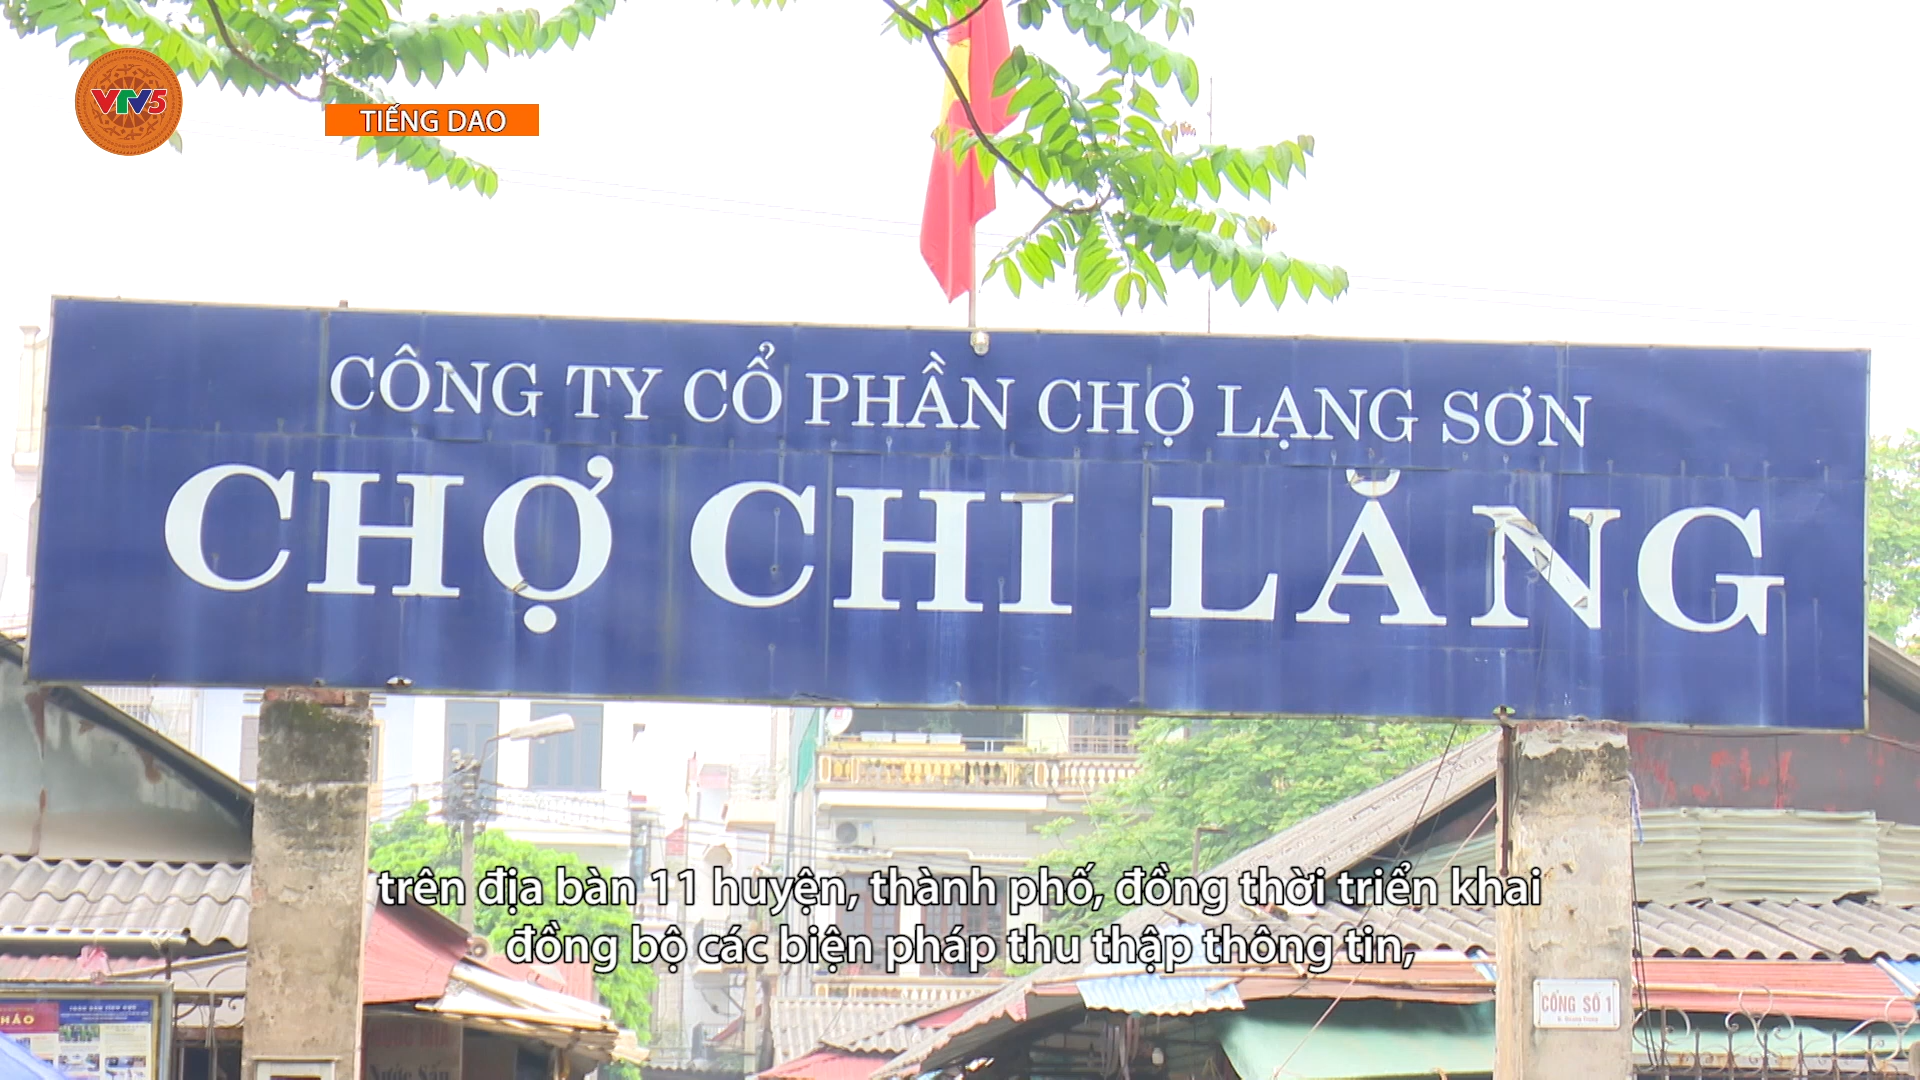 VTV5
TIẾNG DAO
CÔNG TY CỔ PHẦN CHỢ LẠNG SƠN
CHỢ CHI LĂNG
trên địa bàn 11 huyện, thành phố, đồng thời triển khai
đồng bộ các biện pháp thu thập thông tin,
CỔNG SỐ 1